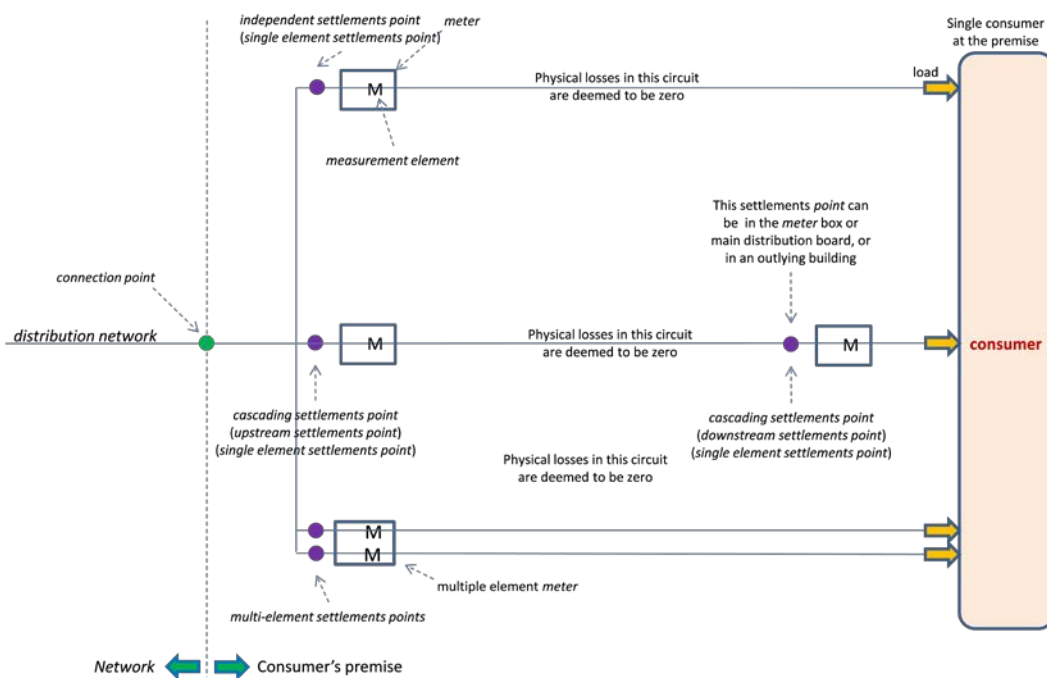 independent settlements point
(single element settlements point)
meter
Single consumer
at the premise
load
Physical losses in this circuit
are deemed to be zero
M
measurement element
This settlements point can
be in the meter box or
main distribution board, or
in an outlying building
connection point
distribution network
M
Physical losses in this circuit
are deemed to be zero
M
consumer
cascading settlements point
(upstream settlements point)
(single element settlements point)
cascading settlements point
(downstream settlements point)
(single element settlements point)
Physical losses in this circuit
are deemed to be zero
M
M
multiple element meter
multi-element settlements points
Network
Consumer's premise